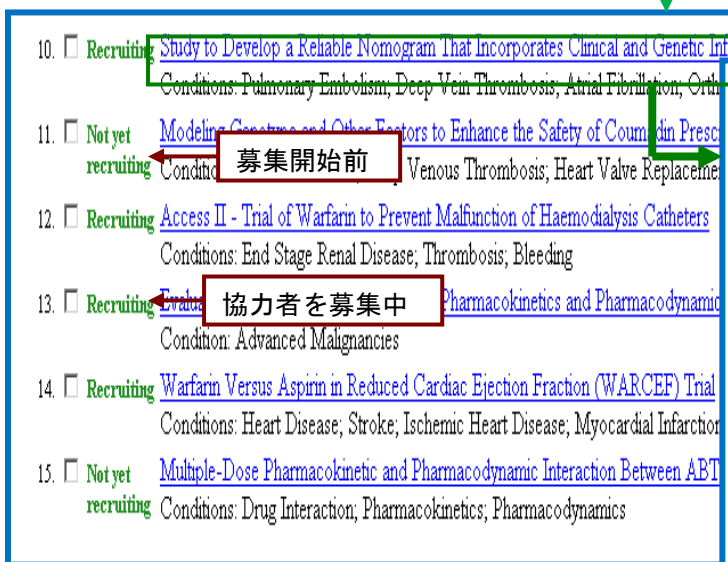 10. Recruiting Study to Develop a Reliable Nomogram That Incorporates Clinical and Genetic
Conditions: Pulmonary Embolism; Deep Vein Thrombosis; Atrial Fibrillation;
11. Not yet recruiting Modeling Genotype and Other Factors to Enhance the Safety of Coumadin
募集開始前
Venous Thrombosis; Heart Valve
12. Recruiting Access II - Trial of Warfarin to Prevent Malfunction of Haemodialysis Catheters
Conditions: End Stage Renal Disease; Thrombosis; Bleeding
13. Recruiting Pharmacokinetics and
協力者を募集中
Condition: Advanced Malignancies
14. Recruiting Warfarin Versus Aspirin in Reduced Cardiac Ejection Fraction (WARCEF) Trial
Conditions: Heart Disease; Stroke; Ischemic Heart Disease; Myocardial
15. Not yet recruiting Multiple-Dose Pharmacokinetic and Pharmacodynamic Interaction Between ABT
Conditions: Drug Interaction; Pharmacokinetics; Pharmacodynamics